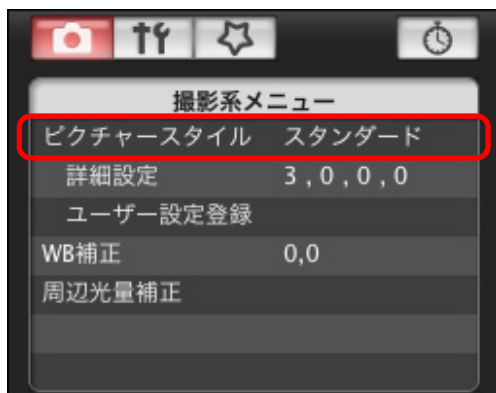 撮影系メニュー
ピクチャースタイル スタンダード
詳細設定 3,0,0,0
ユーザー設定登録
WB補正 0,0
周辺光量補正